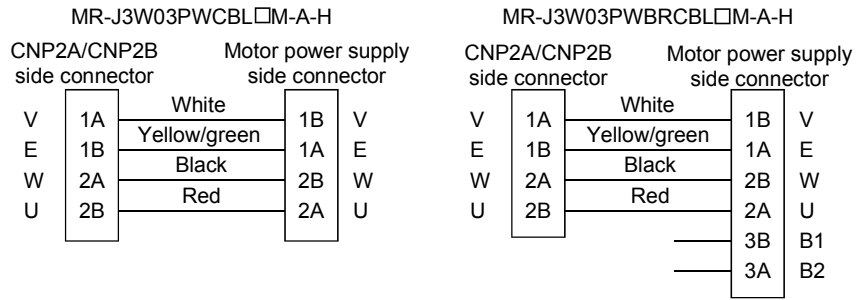 MR-J3W03PWCBL□M-A-H
CNP2A/CNP2B side connector
Motor power supply side connector
V 1A White 1B V
E 1B Yellow/green 1A E
W 2A Black 2B W
U 2B Red 2A U
MR-J3W03PWBRCBL□M-A-H
CNP2A/CNP2B side connector
Motor power supply side connector
V 1A White 1B V
E 1B Yellow/green 1A E
W 2A Black 2B W
U 2B Red 2A U
3B B1
3A B2